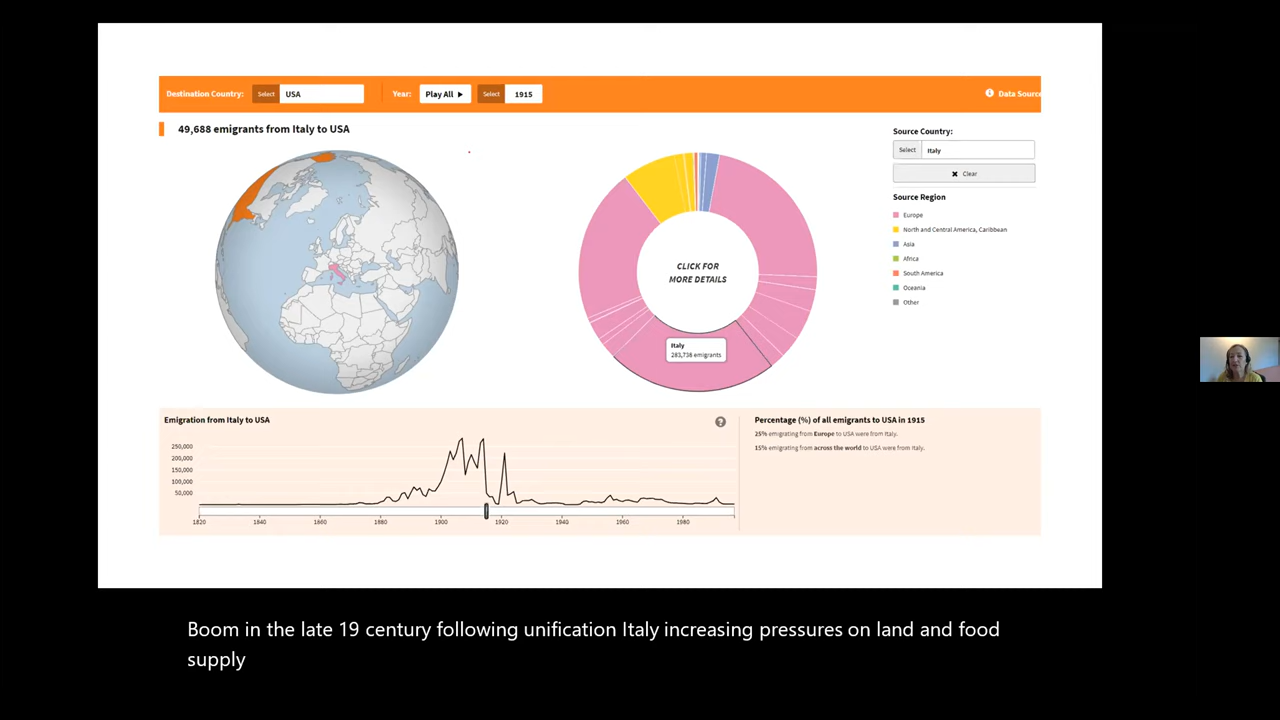 Destination Country: Select USA Year: Play All Select 1915 Data Source
49,688 emigrants from Italy to USA
Source Country:
Select Italy
Clear
Source Region
Europe
North and Central America, Caribbean
Asia
Africa
South America
Oceania
Other
CLICK FOR
MORE DETAILS
Italy
283,738 emigrants
Emigration from Italy to USA
?
250,000
200,000
150,000
100,000
50,000
1820 1840 1860 1880 1900 1920 1940 1960 1980
Percentage (%) of all emigrants to USA in 1915
25% emigrating from Europe to USA were from Italy.
15% emigrating from across the world to USA were from Italy.
Boom in the late 19 century following unification Italy increasing pressures on land and food
supply